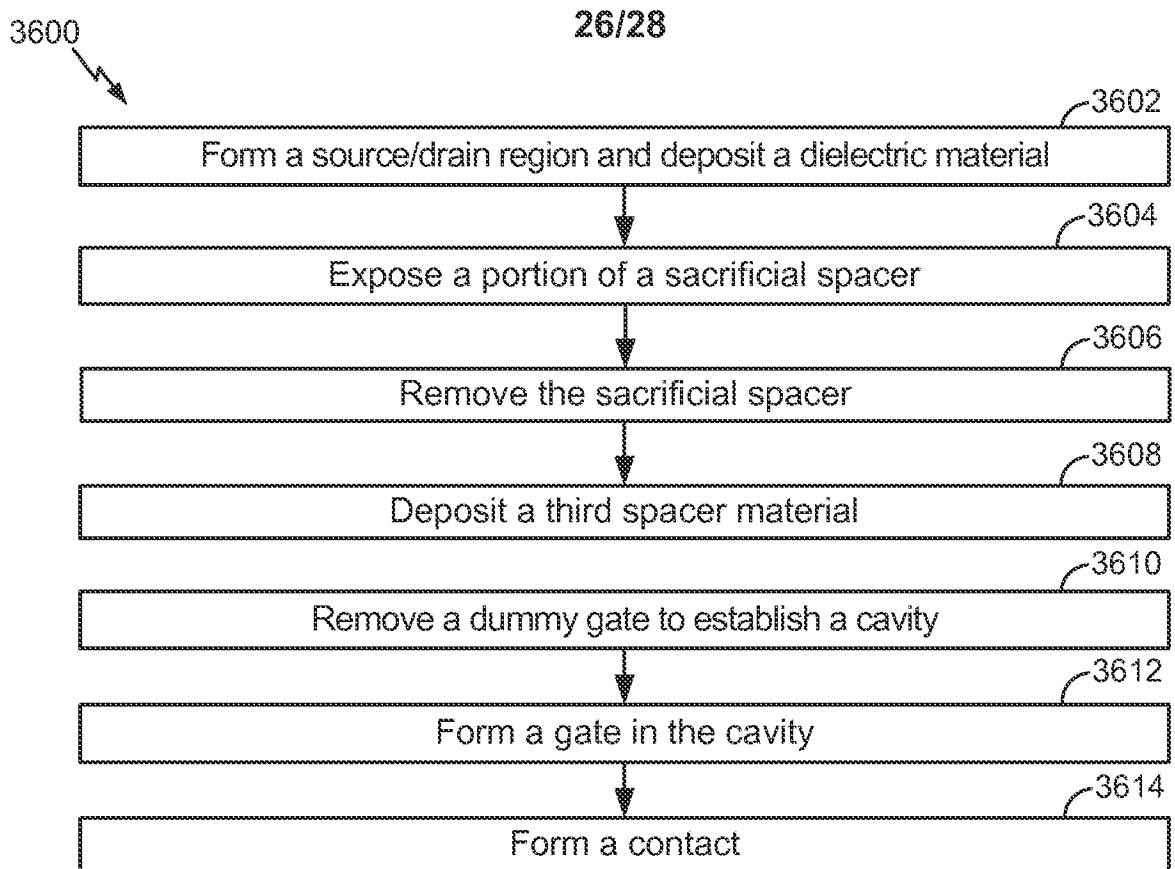 26/28
3600
3602
Form a source/drain region and deposit a dielectric material
3604
Expose a portion of a sacrificial spacer
3606
Remove the sacrificial spacer
3608
Deposit a third spacer material
3610
Remove a dummy gate to establish a cavity
3612
Form a gate in the cavity
3614
Form a contact